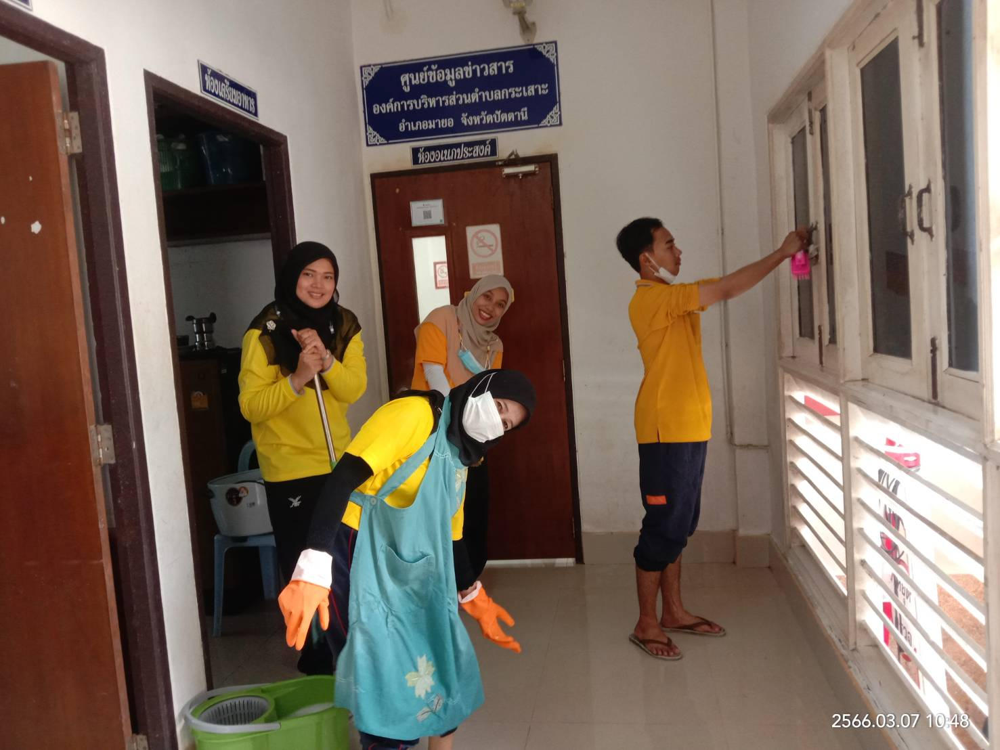 ห้องเตรียมอาหาร
ศูนย์ข้อมูลข่าวสาร
องค์การบริหารส่วนตำบลกระเสาะ
อำเภอมายอ จังหวัดปัตตานี
ห้องอเนกประสงค์
2566.03.07 10:48